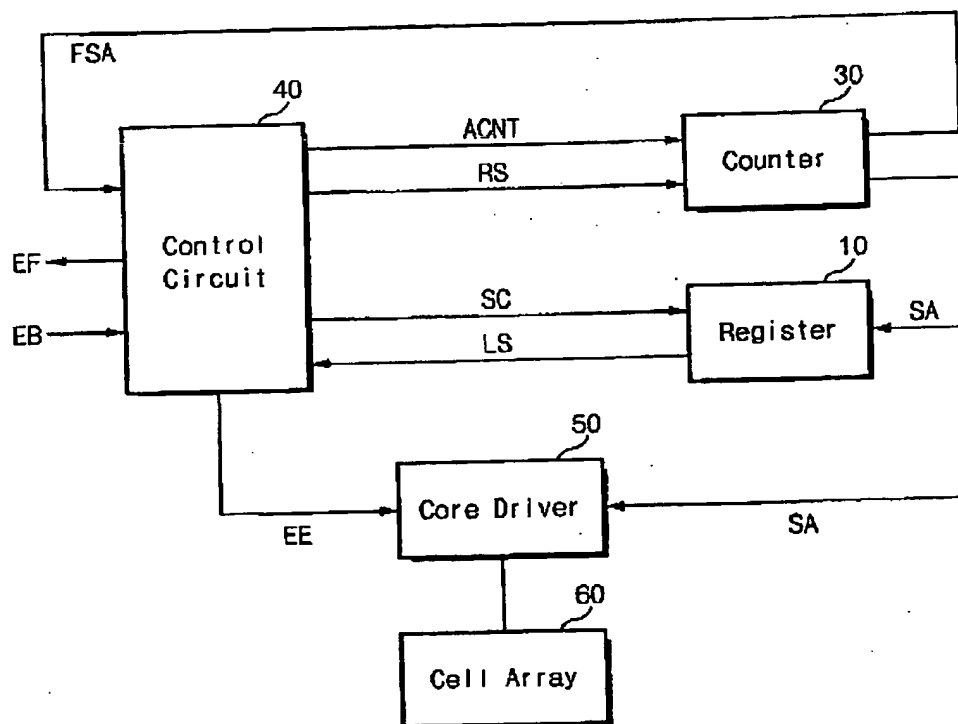 FSA
40
30
ACNT
Counter
RS
Control
Circuit
EF
10
SC
SA
EB
Register
LS
50
Core Driver
EE
SA
60
Cell Array